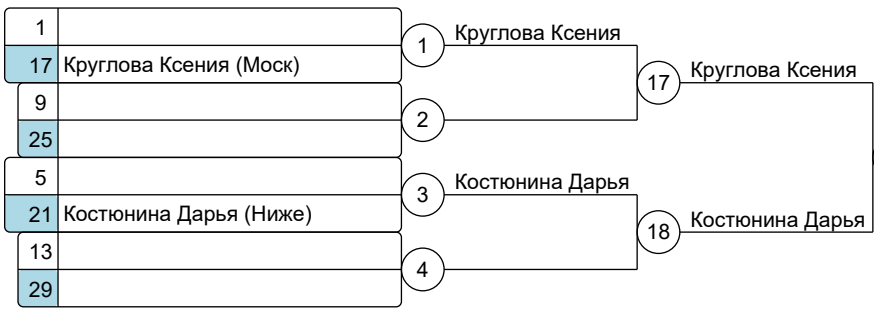 1
1 Круглова Ксения
17 Круглова Ксения (Моск)
17 Круглова Ксения
9
2
25
5
3 Костюнина Дарья
21 Костюнина Дарья (Ниже)
18 Костюнина Дарья
13
4
29